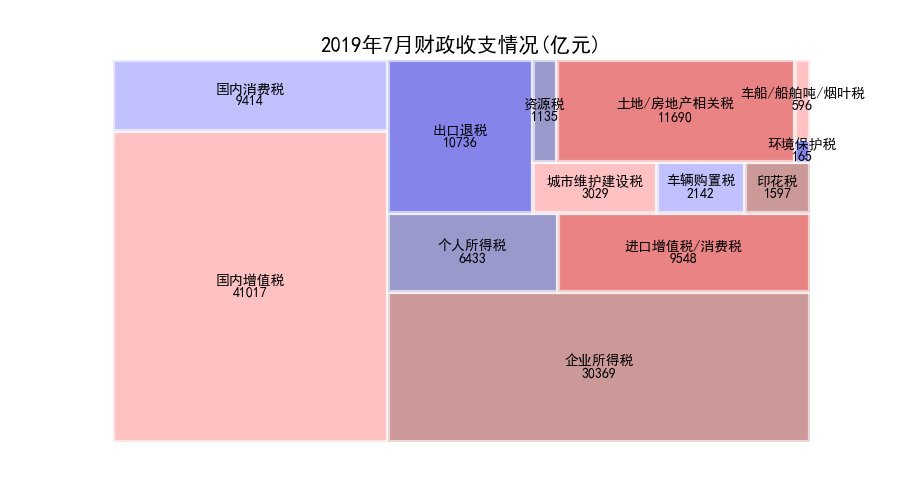 2019年7月财政收支情况(亿元)
国内消费税
9414
国内增值税
41017
出口退税
10736
资源税
1135
土地/房地产相关税
11690
车船/船舶吨/烟叶税
596
环境保护税
165
城市维护建设税
3029
车辆购置税
2142
印花税
1597
个人所得税
6433
进口增值税/消费税
9548
企业所得税
30369